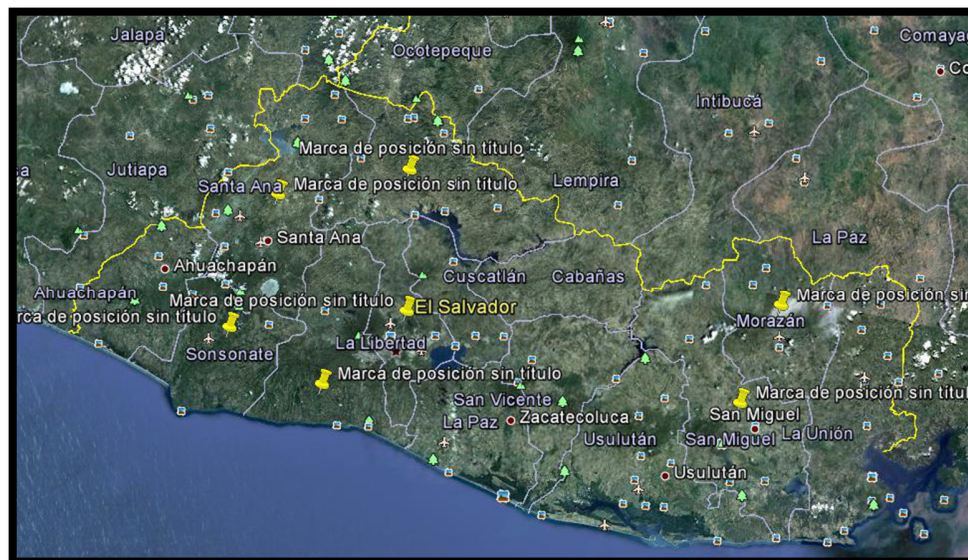 Jalapa
Ocotepeque
Comaya
Co
Intibucá
Marca de posición sin título
Jutiapa
Santa Ana
Marca de posición sin título
Lempira
Santa Ana
La Paz
Ahuachapán
Cuscatlán
Cabañas
Ahuachapán
Marca de posición sin título
El Salvador
Marca de posición sin
arca de posición sin título
Morazán
Sonsonate
La Libertad
Marca de posición sin título
Marca de posición sin
San Vicente
San Miguel
La Paz
Zacatecoluca
Usulután
San Miguel
La Unión
Usulután